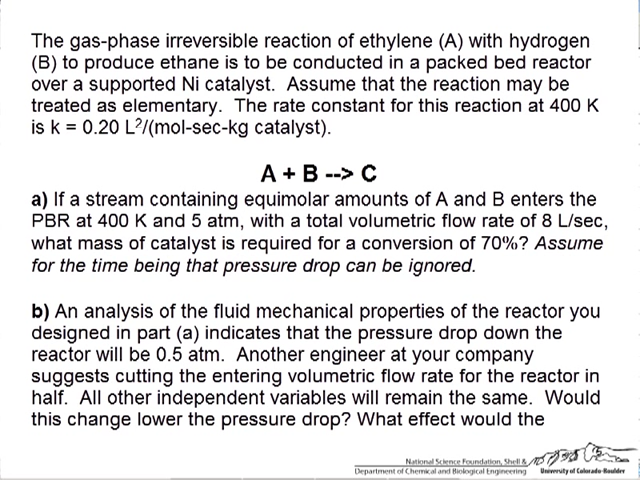 The gas-phase irreversible reaction of ethylene (A) with hydrogen
(B) to produce ethane is to be conducted in a packed bed reactor
over a supported Ni catalyst.  Assume that the reaction may be
treated as elementary.  The rate constant for this reaction at 400 K
is k = 0.20 L²/(mol-sec-kg catalyst).
A + B --> C
a) If a stream containing equimolar amounts of A and B enters the
PBR at 400 K and 5 atm, with a total volumetric flow rate of 8 L/sec,
what mass of catalyst is required for a conversion of 70%? Assume
for the time being that pressure drop can be ignored.
b) An analysis of the fluid mechanical properties of the reactor you
designed in part (a) indicates that the pressure drop down the
reactor will be 0.5 atm.  Another engineer at your company
suggests cutting the entering volumetric flow rate for the reactor in
half.  All other independent variables will remain the same.  Would
this change lower the pressure drop? What effect would the
National Science Foundation, Shell &
Department of Chemical and Biological Engineering
University of Colorado-Boulder